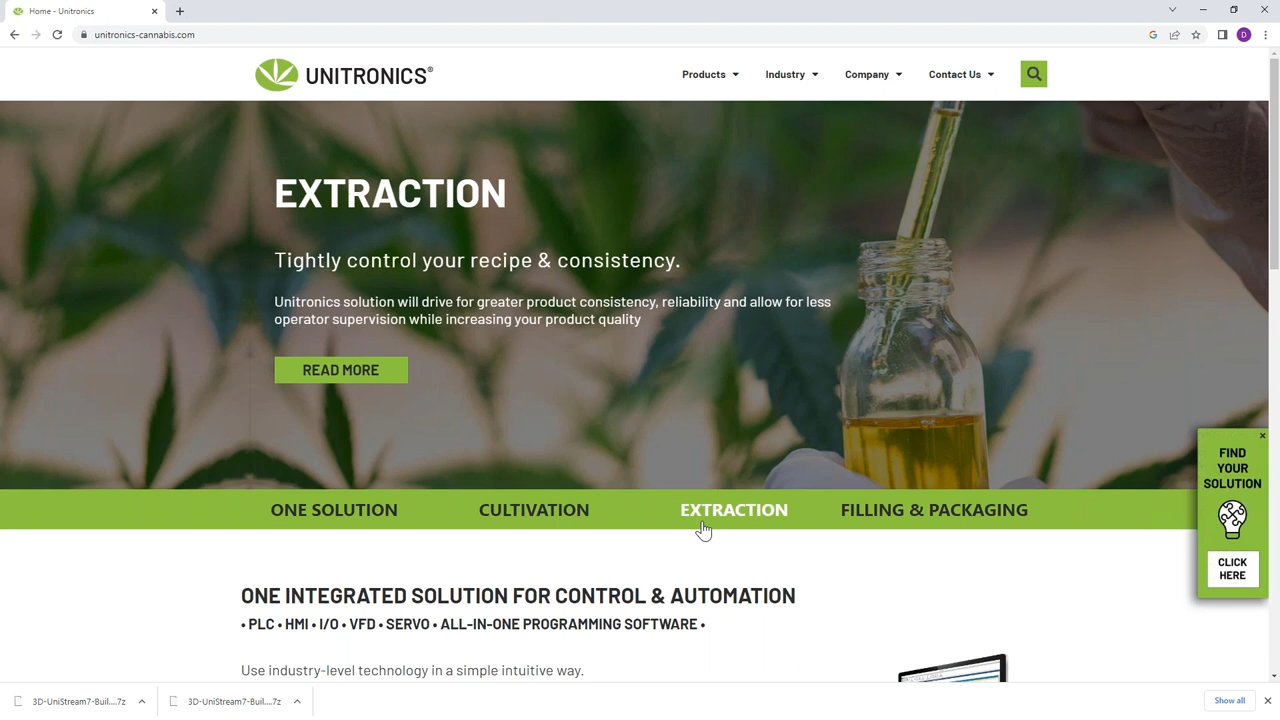 Home - Unitronics
unitronics-cannabis.com
D
UNITRONICS®
Products
Industry
Company
Contact Us
EXTRACTION
Tightly control your recipe & consistency.
Unitronics solution will drive for greater product consistency, reliability and allow for less
operator supervision while increasing your product quality
READ MORE
FIND
YOUR
SOLUTION
CLICK
HERE
ONE SOLUTION
CULTIVATION
EXTRACTION
FILLING & PACKAGING
ONE INTEGRATED SOLUTION FOR CONTROL & AUTOMATION
• PLC • HMI • I/O • VFD • SERVO • ALL-IN-ONE PROGRAMMING SOFTWARE •
Use industry-level technology in a simple intuitive way.
3D-UniStream7-Buil....7z
3D-UniStream7-Buil....7z
Show all